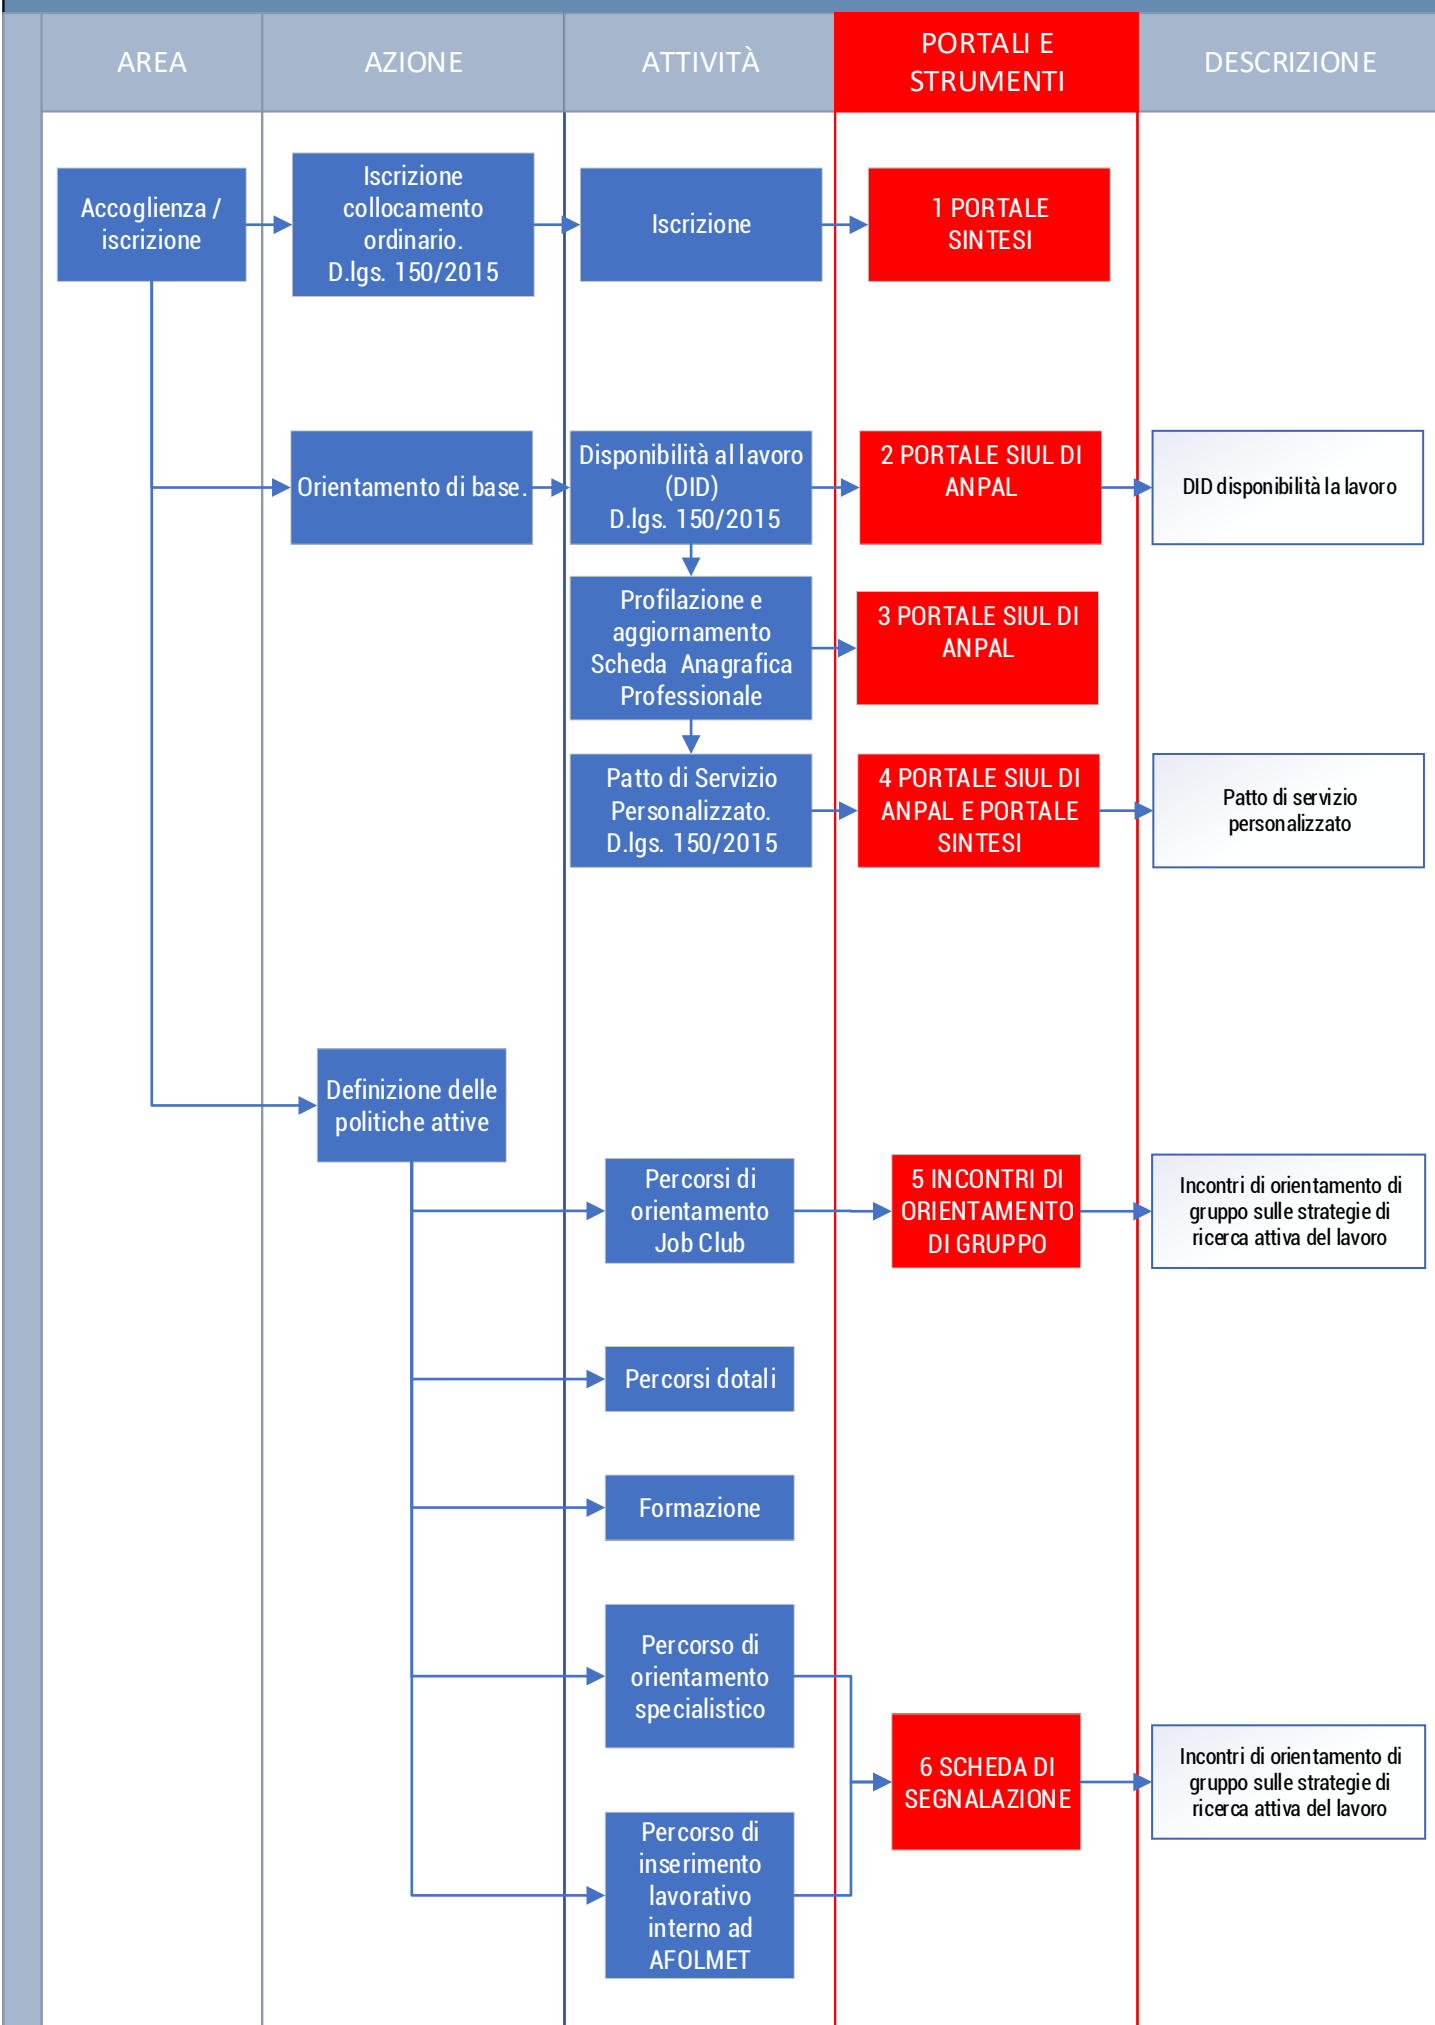 AREA
AZIONE
ATTIVITÀ
PORTALI E
STRUMENTI
DESCRIZIONE
Accoglienza /
iscrizione
Iscrizione
collocamento
ordinario.
D.lgs. 150/2015
Iscrizione
1 PORTALE
SINTESI
Orientamento di base.
Disponibilità al lavoro
(DID)
D.lgs. 150/2015
2 PORTALE SIUL DI
ANPAL
DID disponibilità la lavoro
Profilazione e
aggiornamento
Scheda Anagrafica
Professionale
3 PORTALE SIUL DI
ANPAL
Patto di Servizio
Personalizzato.
D.lgs. 150/2015
4 PORTALE SIUL DI
ANPAL E PORTALE
SINTESI
Patto di servizio
personalizzato
Definizione delle
politiche attive
Percorsi di
orientamento
Job Club
5 INCONTRI DI
ORIENTAMENTO
DI GRUPPO
Incontri di orientamento di
gruppo sulle strategie di
ricerca attiva del lavoro
Percorsi dotali
Formazione
Percorso di
orientamento
specialistico
6 SCHEDA DI
SEGNALAZIONE
Incontri di orientamento di
gruppo sulle strategie di
ricerca attiva del lavoro
Percorso di
inserimento
lavorativo
interno ad
AFOLMET